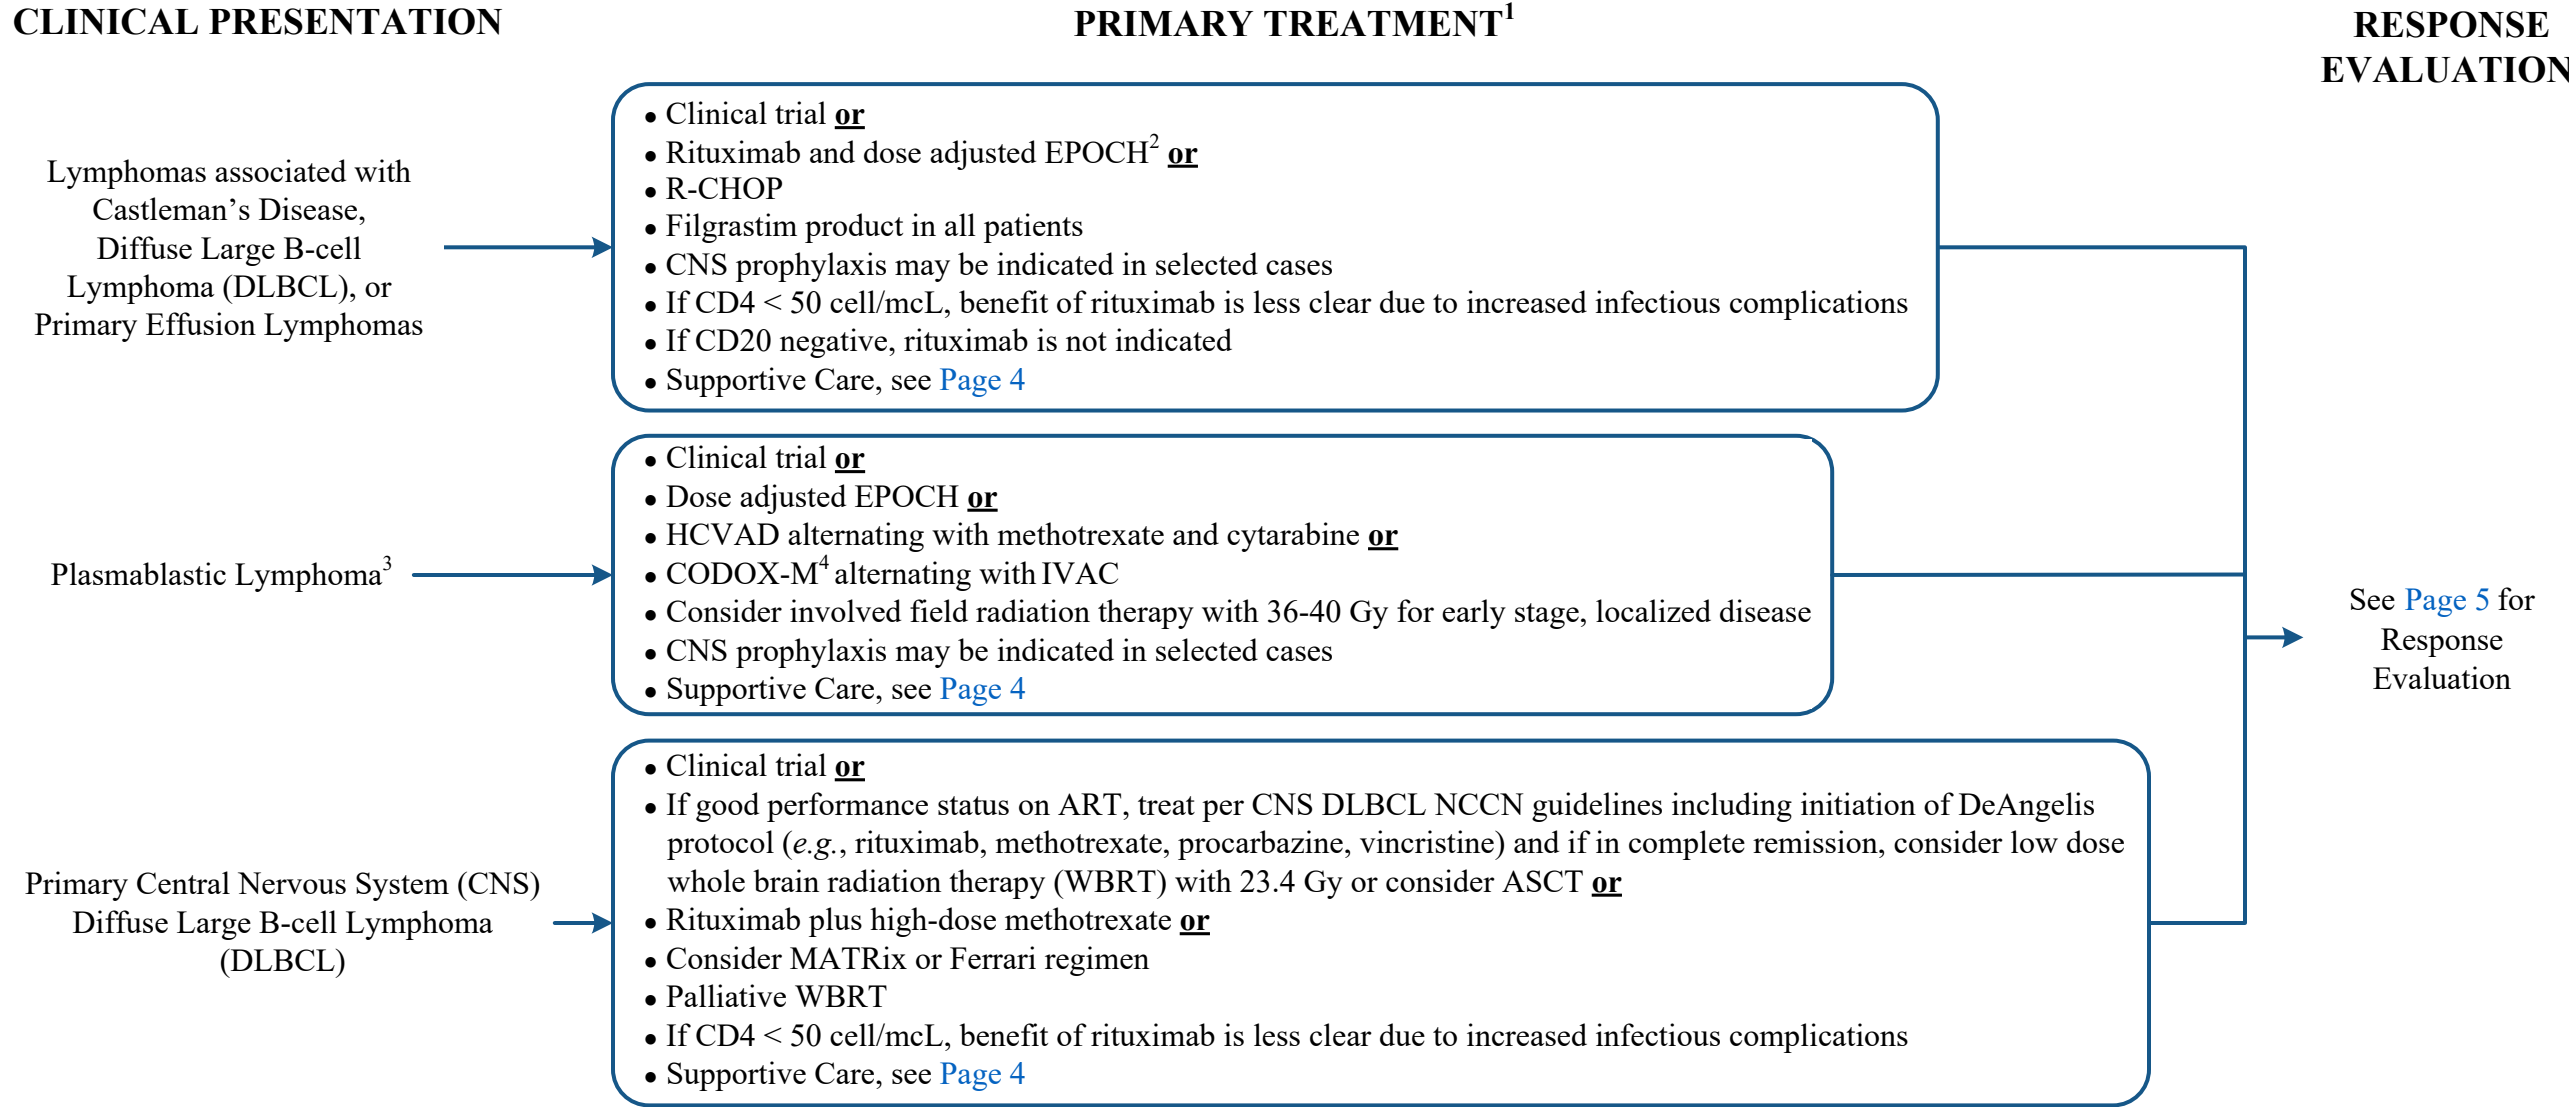 CLINICAL PRESENTATION
PRIMARY TREATMENT¹
RESPONSE
EVALUATION
Lymphomas associated with
Castleman’s Disease,
Diffuse Large B-cell
Lymphoma (DLBCL), or
Primary Effusion Lymphomas
● Clinical trial or
● Rituximab and dose adjusted EPOCH² or
● R-CHOP
● Filgrastim product in all patients
● CNS prophylaxis may be indicated in selected cases
● If CD4 < 50 cell/mcL, benefit of rituximab is less clear due to increased infectious complications
● If CD20 negative, rituximab is not indicated
● Supportive Care, see Page 4
Plasmablastic Lymphoma³
● Clinical trial or
● Dose adjusted EPOCH or
● HCVAD alternating with methotrexate and cytarabine or
● CODOX-M⁴ alternating with IVAC
● Consider involved field radiation therapy with 36-40 Gy for early stage, localized disease
● CNS prophylaxis may be indicated in selected cases
● Supportive Care, see Page 4
Primary Central Nervous System (CNS)
Diffuse Large B-cell Lymphoma
(DLBCL)
● Clinical trial or
● If good performance status on ART, treat per CNS DLBCL NCCN guidelines including initiation of DeAngelis
protocol (e.g., rituximab, methotrexate, procarbazine, vincristine) and if in complete remission, consider low dose
whole brain radiation therapy (WBRT) with 23.4 Gy or consider ASCT or
● Rituximab plus high-dose methotrexate or
● Consider MATRix or Ferrari regimen
● Palliative WBRT
● If CD4 < 50 cell/mcL, benefit of rituximab is less clear due to increased infectious complications
● Supportive Care, see Page 4
See Page 5 for
Response
Evaluation